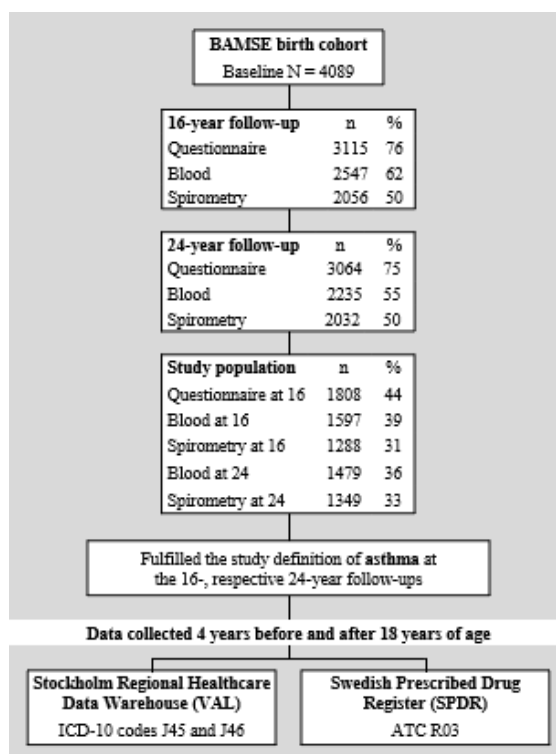 BAMSE birth cohort
Baseline N = 4089
16-year follow-up n %
Questionnaire 3115 76
Blood 2547 62
Spirometry 2056 50
24-year follow-up n %
Questionnaire 3064 75
Blood 2235 55
Spirometry 2032 50
Study population n %
Questionnaire at 16 1808 44
Blood at 16 1597 39
Spirometry at 16 1288 31
Blood at 24 1479 36
Spirometry at 24 1349 33
Fulfilled the study definition of asthma at
the 16-, respective 24-year follow-ups
Data collected 4 years before and after 18 years of age
Stockholm Regional Healthcare
Data Warehouse (VAL)
ICD-10 codes J45 and J46
Swedish Prescribed Drug
Register (SPDR)
ATC R03